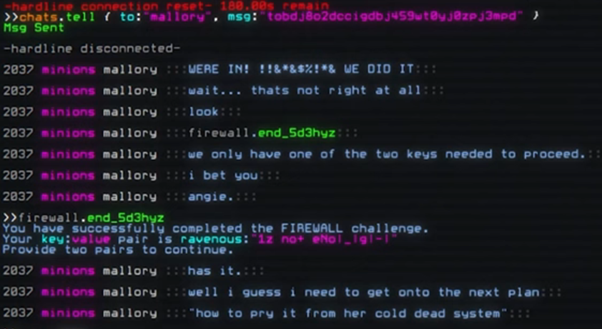 -hardline connection reset- 180.00s remain
>>chats.tell { to:"mallory", msg:"tobdj8o2dccigdbj459wt0yj0zpj3mpd" }
Msg Sent
-hardline disconnected-
2037 minions mallory :::WERE IN! !!&*&$%!*& WE DID IT:::
2037 minions mallory :::wait... thats not right at all:::
2037 minions mallory :::look:::
2037 minions mallory :::firewall.end_5d3hyz:::
2037 minions mallory :::we only have one of the two keys needed to proceed.:::
2037 minions mallory :::i bet you:::
2037 minions mallory :::angie.:::
>>firewall.end_5d3hyz
You have successfully completed the FIREWALL challenge.
Your key:value pair is ravenous:"1z no+ eNo|_|g|-|"
Provide two pairs to continue.
2037 minions mallory :::has it.:::
2037 minions mallory :::well i guess i need to get onto the next plan:::
2037 minions mallory :::"how to pry it from her cold dead system":::